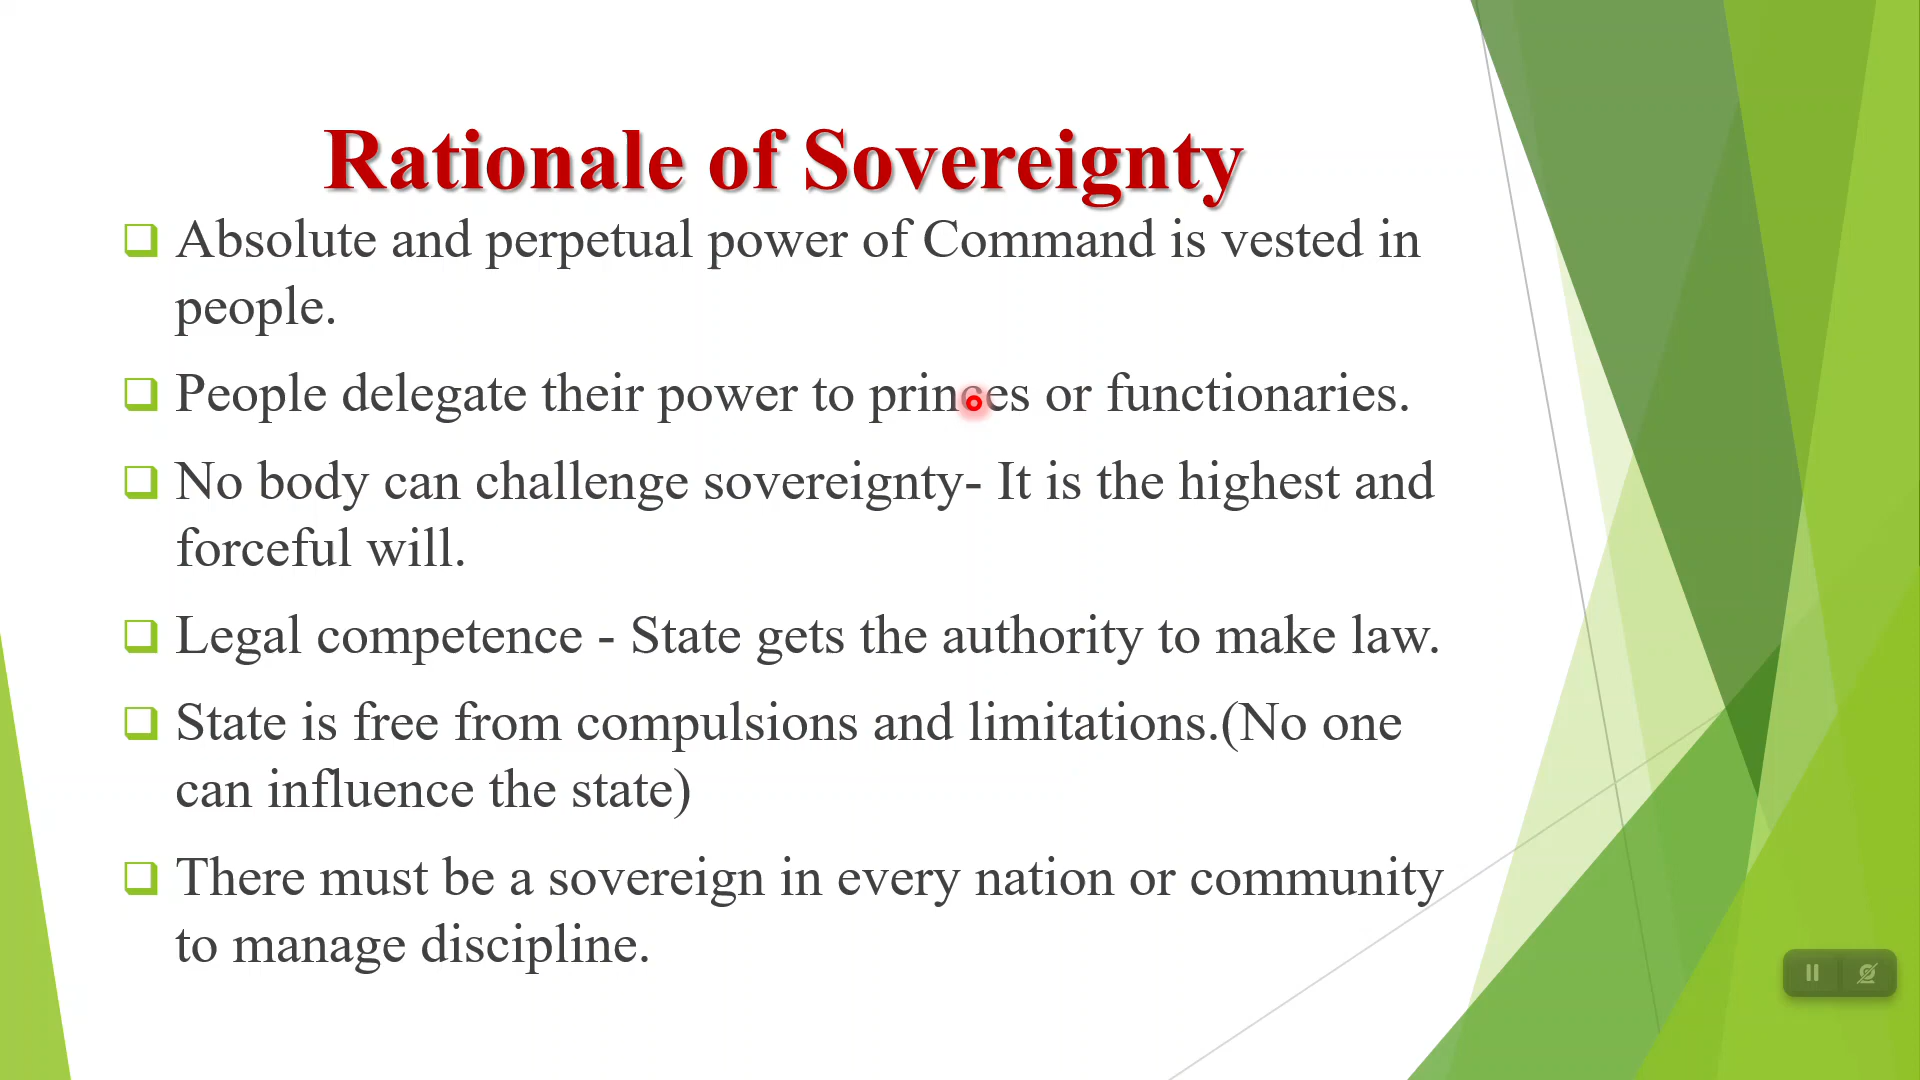 Rationale of Sovereignty
Absolute and perpetual power of Command is vested in
people.
People delegate their power to princes or functionaries.
No body can challenge sovereignty- It is the highest and
forceful will.
Legal competence - State gets the authority to make law.
State is free from compulsions and limitations.(No one
can influence the state)
There must be a sovereign in every nation or community
to manage discipline.